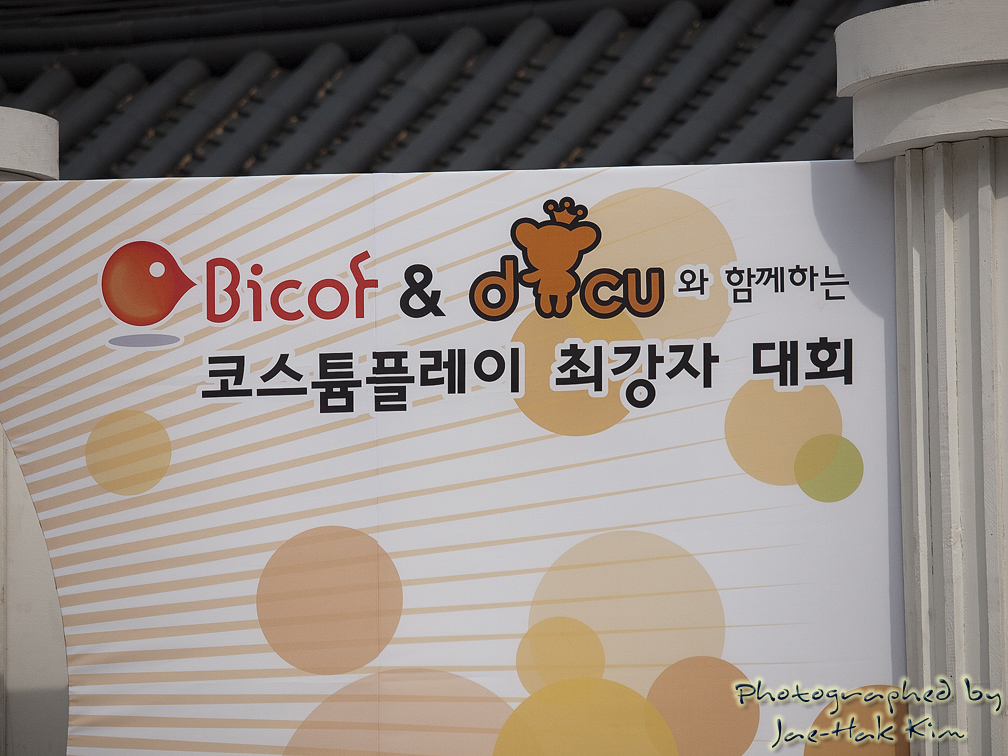 Bicof & dicu 와 함께하는
코스튬플레이 최강자 대회
Photographed by
Jae-Hak Kim